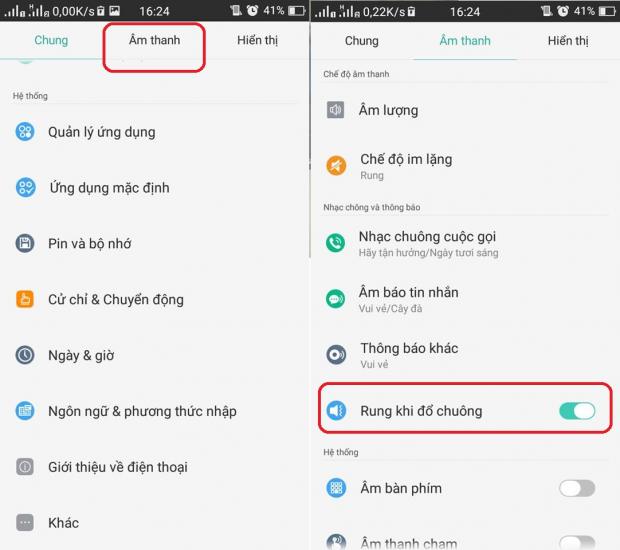 0,00K/s 16:24 41%
Chung Âm thanh Hiển thị
Hệ thống
Quản lý ứng dụng
Ứng dụng mặc định
Pin và bộ nhớ
Cử chỉ & Chuyển động
Ngày & giờ
Ngôn ngữ & phương thức nhập
Giới thiệu về điện thoại
Khác
0,22K/s 16:24 41%
Chung Âm thanh Hiển thị
Chế độ âm thanh
Âm lượng
Chế độ im lặng
Rung
Nhạc chông và thông báo
Nhạc chuông cuộc gọi
Hãy tận hưởng/Ngày tươi sáng
Âm báo tin nhắn
Vui vẻ/Cây đà
Thông báo khác
Vui vẻ
Rung khi đổ chuông
Hệ thống
Âm bàn phím
Âm thanh chạm